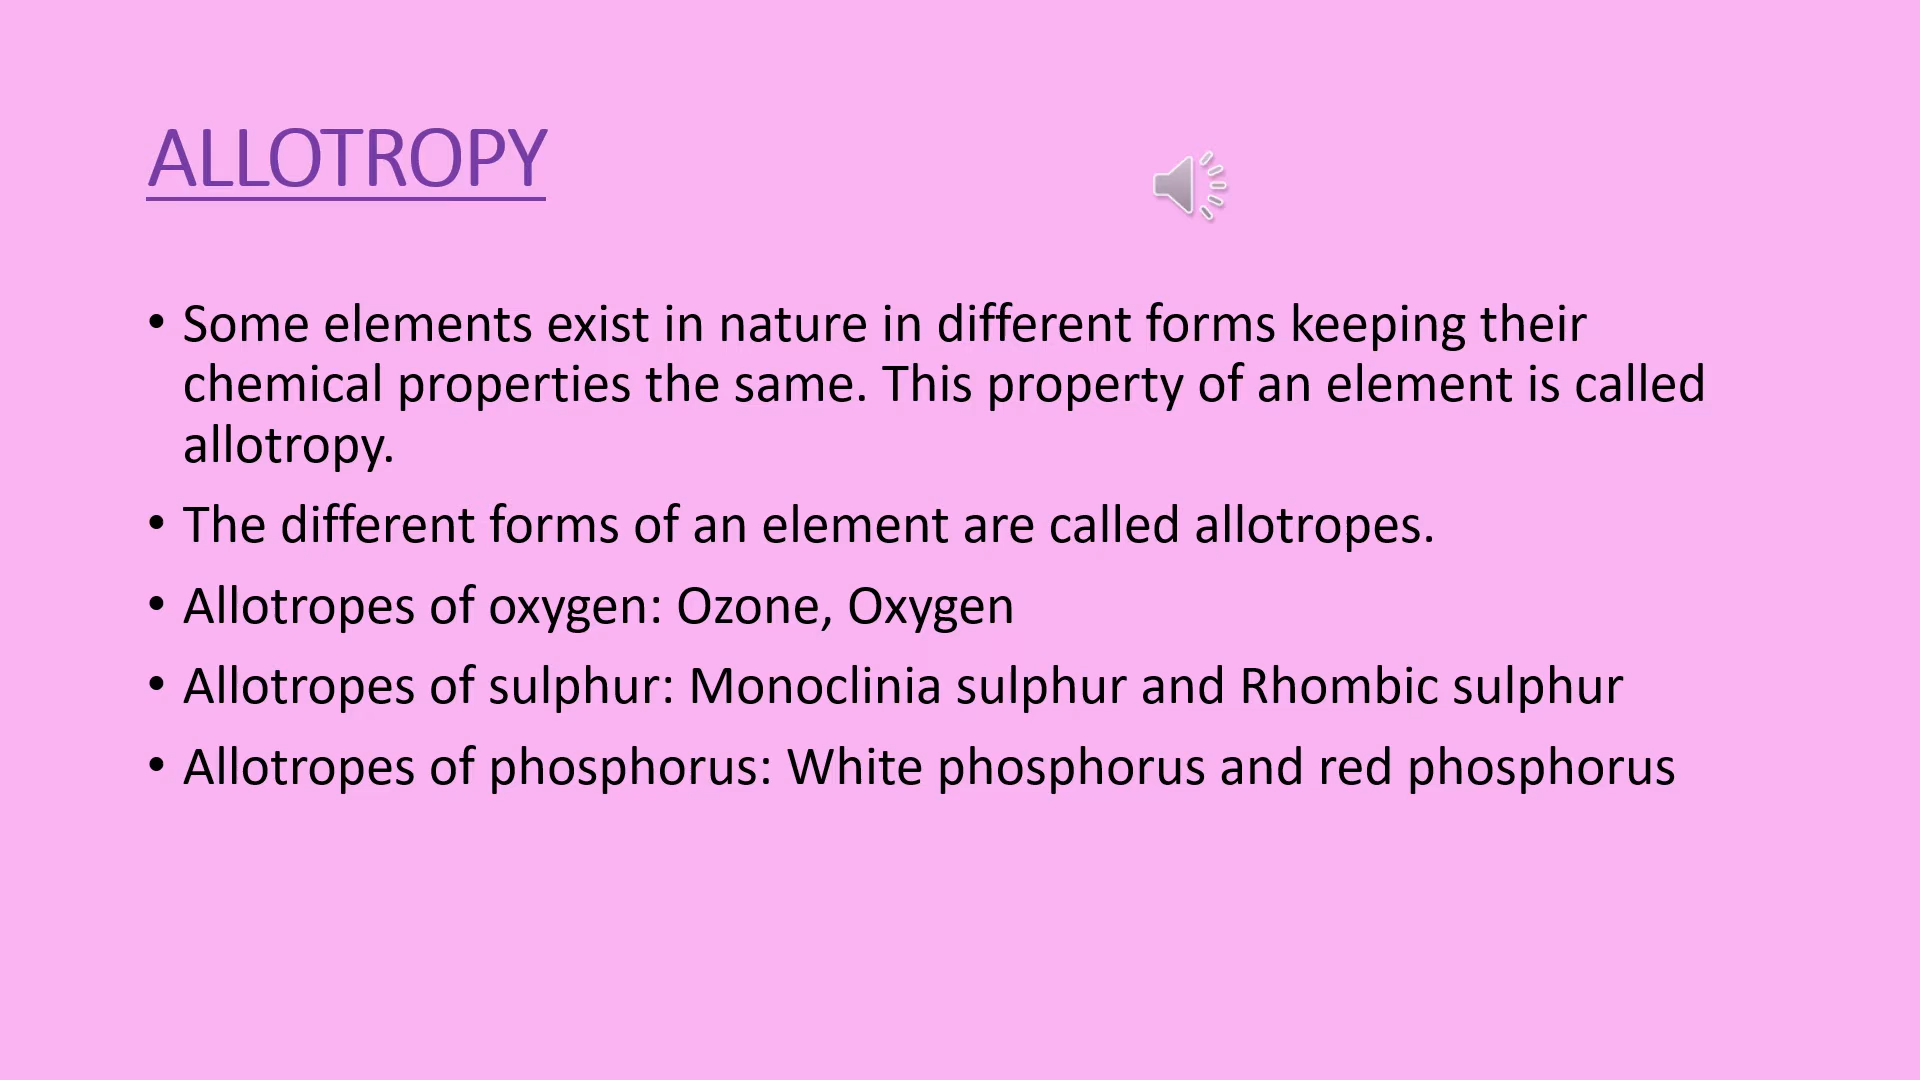 ALLOTROPY
• Some elements exist in nature in different forms keeping their
chemical properties the same. This property of an element is called
allotropy.
• The different forms of an element are called allotropes.
• Allotropes of oxygen: Ozone, Oxygen
• Allotropes of sulphur: Monoclinia sulphur and Rhombic sulphur
• Allotropes of phosphorus: White phosphorus and red phosphorus